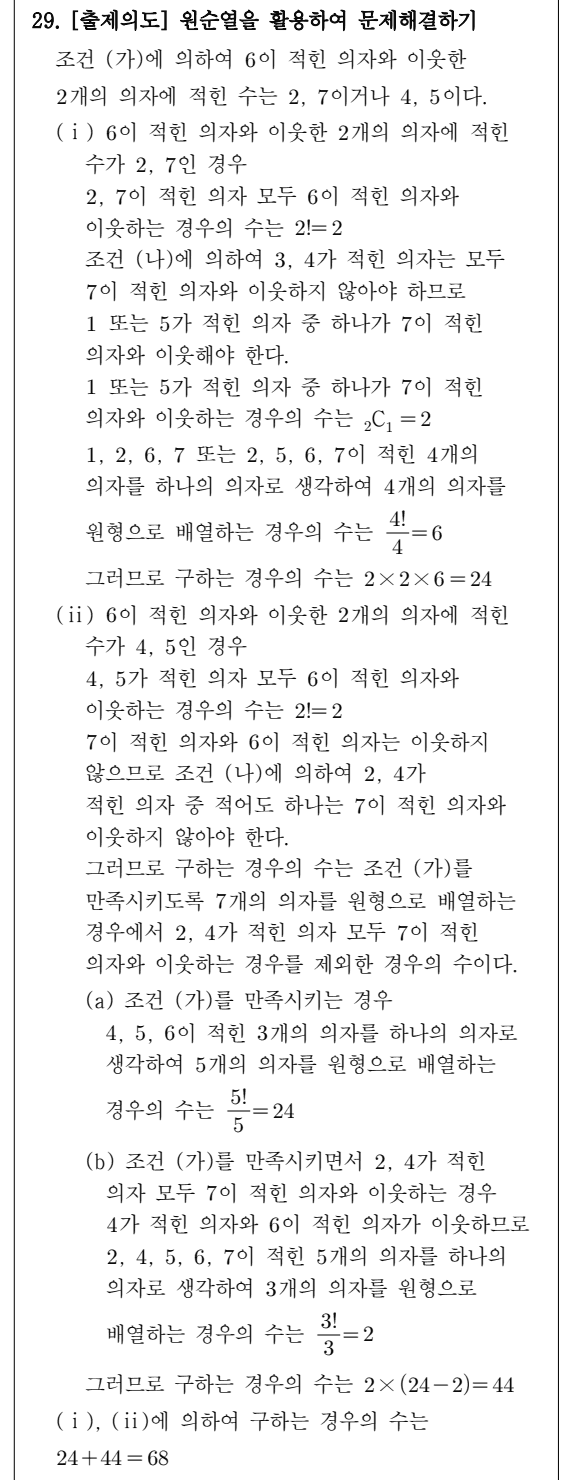 29. [출제의도] 원순열을 활용하여 문제해결하기
조건 (가)에 의하여 6이 적힌 의자와 이웃한
2개의 의자에 적힌 수는 2, 7이거나 4, 5이다.
(ⅰ) 6이 적힌 의자와 이웃한 2개의 의자에 적힌
수가 2, 7인 경우
2, 7이 적힌 의자 모두 6이 적힌 의자와
이웃하는 경우의 수는 2!=2
조건 (나)에 의하여 3, 4가 적힌 의자는 모두
7이 적힌 의자와 이웃하지 않아야 하므로
1 또는 5가 적힌 의자 중 하나가 7이 적힌
의자와 이웃해야 한다.
1 또는 5가 적힌 의자 중 하나가 7이 적힌
의자와 이웃하는 경우의 수는 ₂C₁=2
1, 2, 6, 7 또는 2, 5, 6, 7이 적힌 4개의
의자를 하나의 의자로 생각하여 4개의 의자를
원형으로 배열하는 경우의 수는 4!/4=6
그러므로 구하는 경우의 수는 2×2×6=24
(ⅱ) 6이 적힌 의자와 이웃한 2개의 의자에 적힌
수가 4, 5인 경우
4, 5가 적힌 의자 모두 6이 적힌 의자와
이웃하는 경우의 수는 2!=2
7이 적힌 의자와 6이 적힌 의자는 이웃하지
않으므로 조건 (나)에 의하여 2, 4가
적힌 의자 중 적어도 하나는 7이 적힌 의자와
이웃하지 않아야 한다.
그러므로 구하는 경우의 수는 조건 (가)를
만족시키도록 7개의 의자를 원형으로 배열하는
경우에서 2, 4가 적힌 의자 모두 7이 적힌
의자와 이웃하는 경우를 제외한 경우의 수이다.
(a) 조건 (가)를 만족시키는 경우
4, 5, 6이 적힌 3개의 의자를 하나의 의자로
생각하여 5개의 의자를 원형으로 배열하는
경우의 수는 5!/5=24
(b) 조건 (가)를 만족시키면서 2, 4가 적힌
의자 모두 7이 적힌 의자와 이웃하는 경우
4가 적힌 의자와 6이 적힌 의자가 이웃하므로
2, 4, 5, 6, 7이 적힌 5개의 의자를 하나의
의자로 생각하여 3개의 의자를 원형으로
배열하는 경우의 수는 3!/3=2
그러므로 구하는 경우의 수는 2×(24-2)=44
(ⅰ), (ⅱ)에 의하여 구하는 경우의 수는
24+44=68